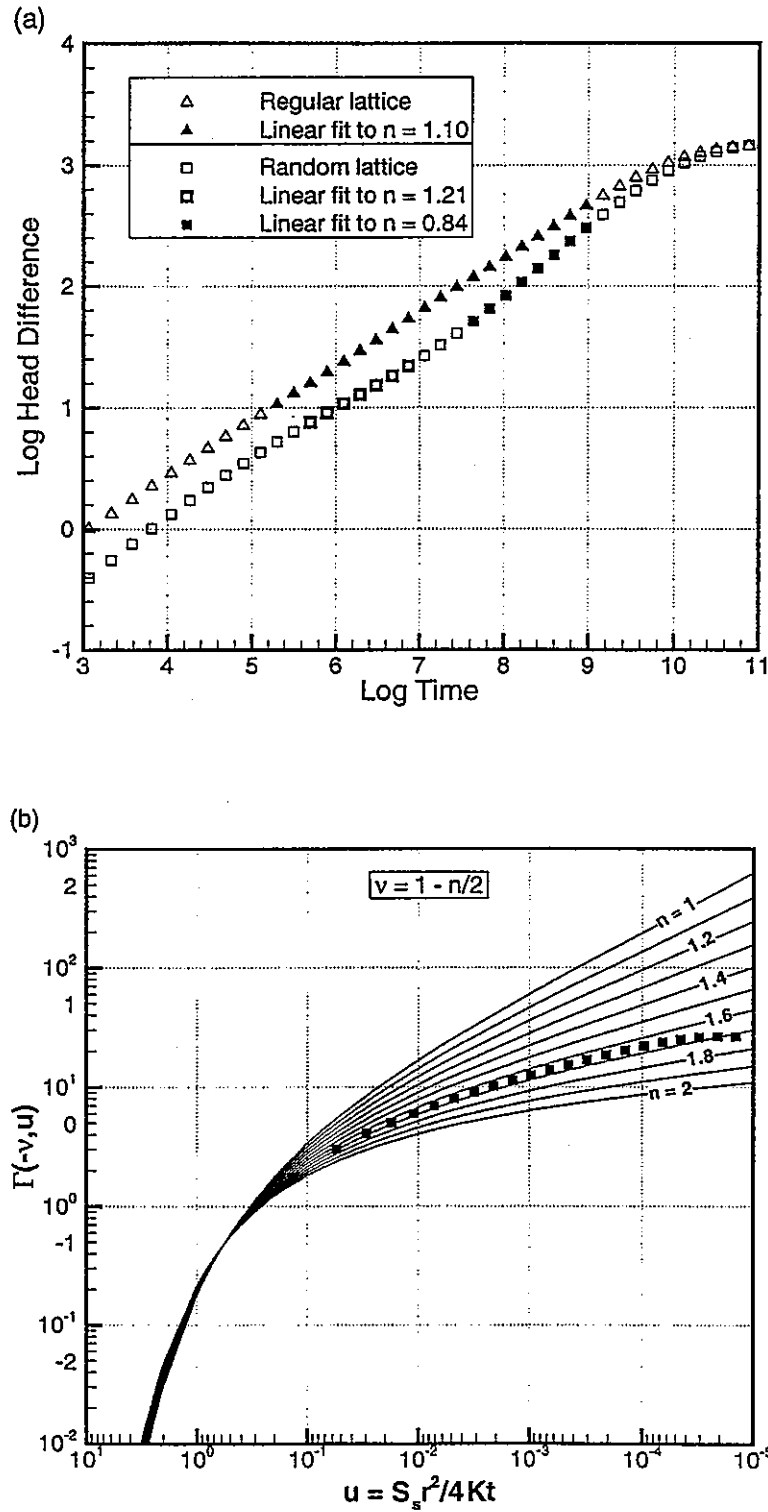 (a)
4
3
2
1
0
-1
Log Head Difference
Regular lattice
Linear fit to n = 1.10
Random lattice
Linear fit to n = 1.21
Linear fit to n = 0.84
3 4 5 6 7 8 9 10 11
Log Time
(b)
10³
2
10²
1
10¹
0
10⁰
-1
10⁻¹
-2
10⁻²
Γ(-ν,u)
ν = 1 - n/2
n = 1
1.2
1.4
1.6
1.8
n = 2
10¹ 10⁰ 10⁻¹ 10⁻² 10⁻³ 10⁻⁴ 10⁻⁵
u = Sₛr²/4Kt